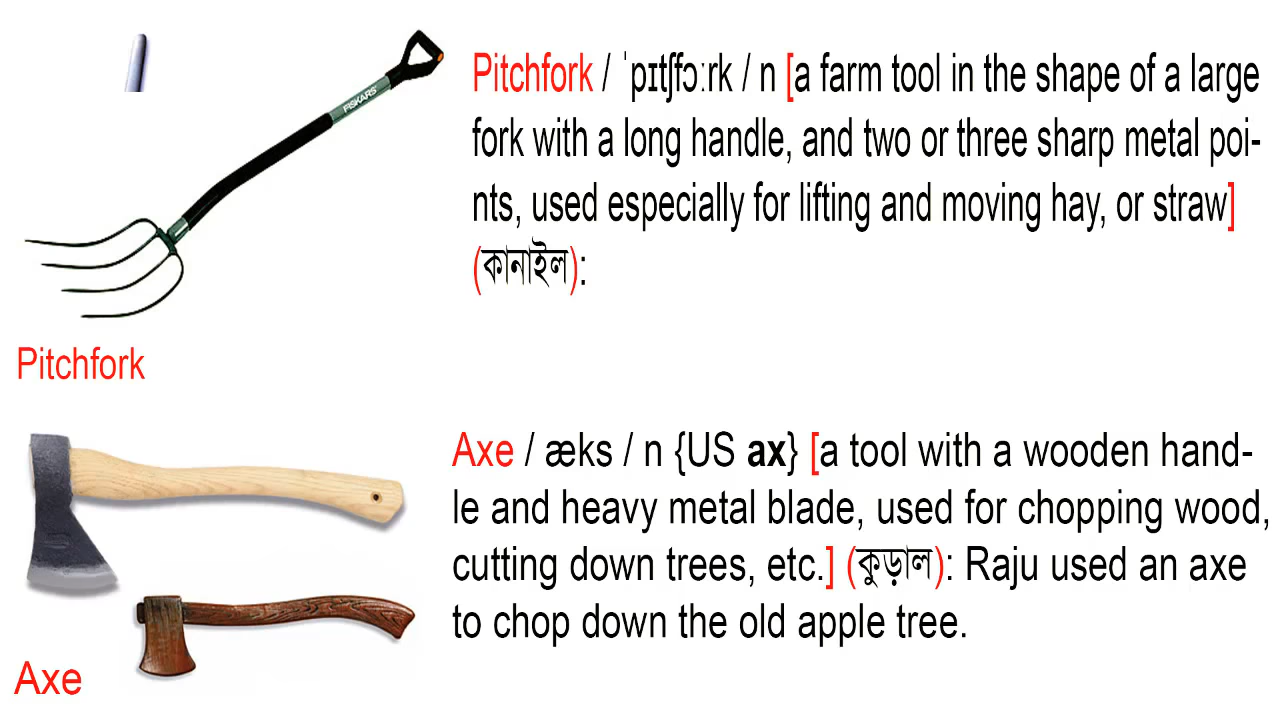 Pitchfork / ˈpɪtʃfɔːrk / n [a farm tool in the shape of a large
fork with a long handle, and two or three sharp metal poi-
nts, used especially for lifting and moving hay, or straw]
(কানাইল):
FISKARS
Pitchfork
Axe / æks / n {US ax} [a tool with a wooden hand-
le and heavy metal blade, used for chopping wood,
cutting down trees, etc.] (কুড়াল): Raju used an axe
to chop down the old apple tree.
Axe